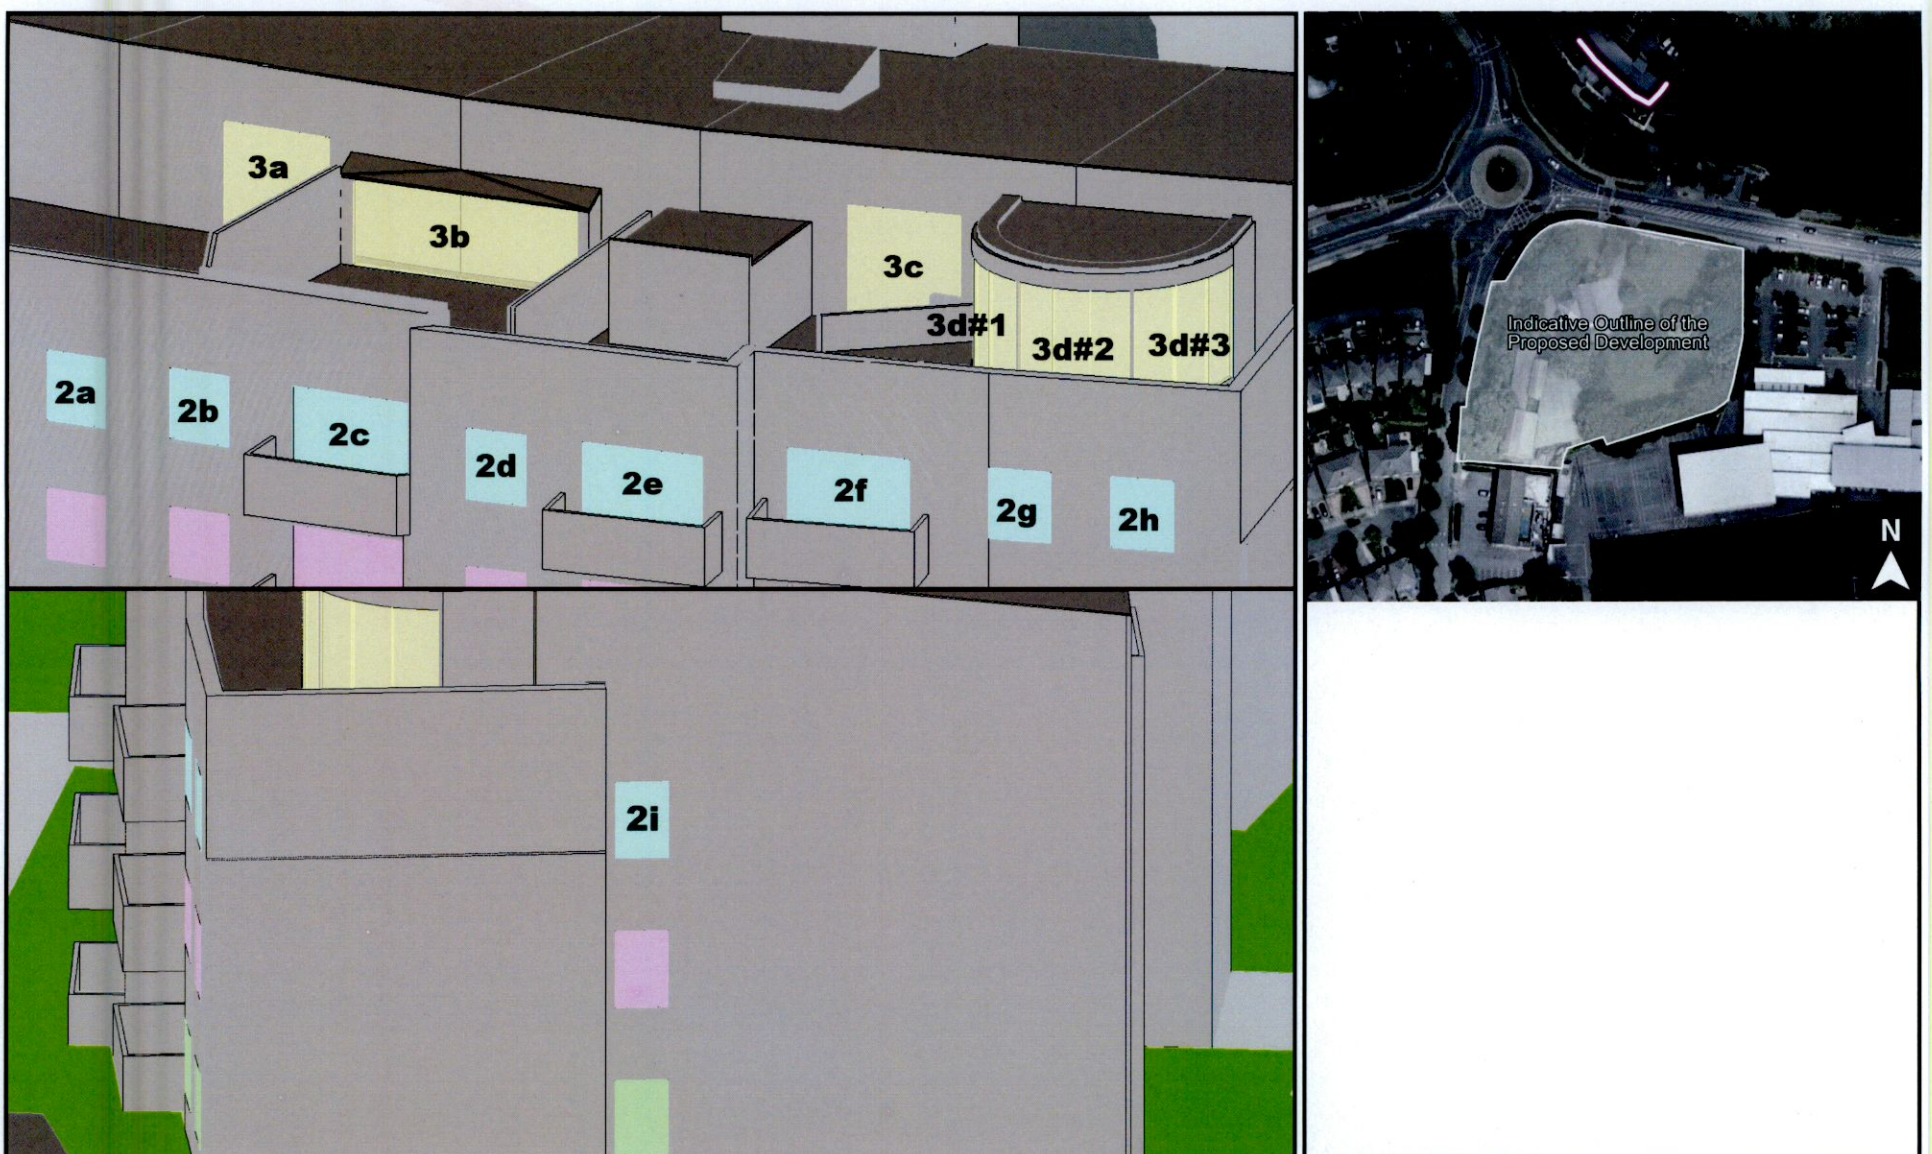 3a
3b
3c
3d#1
3d#2
3d#3
2a
2b
2c
2d
2e
2f
2g
2h
2i
Indicative Outline of the
Proposed Development
N